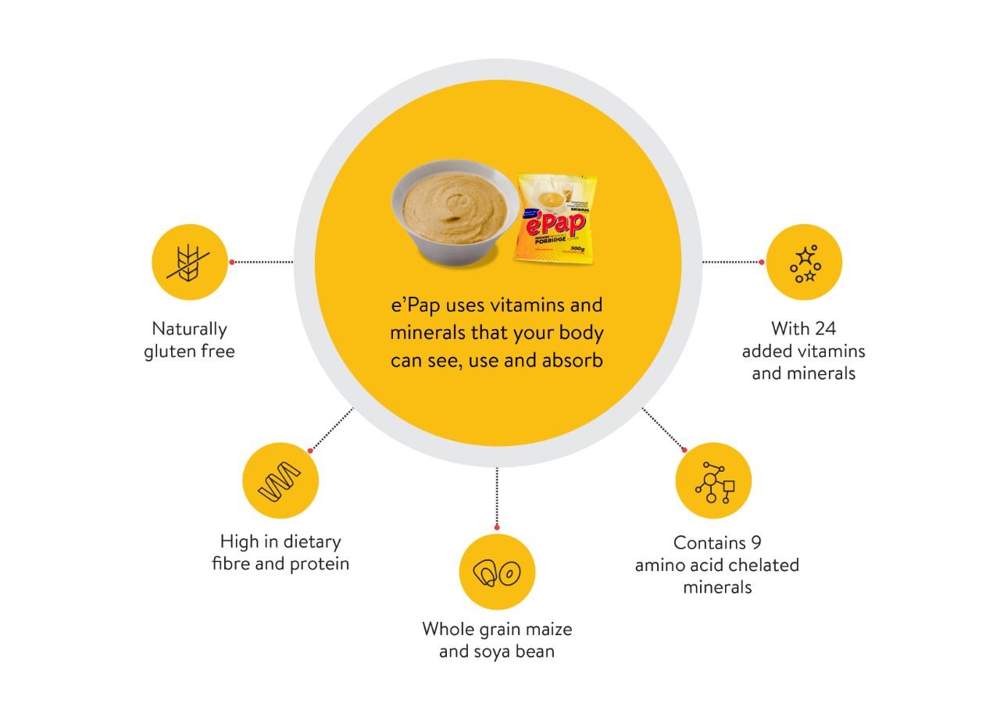 ORIGINAL
e'Pap
PORRIDGE
500g
e’Pap uses vitamins and
minerals that your body
can see, use and absorb
Naturally
gluten free
With 24
added vitamins
and minerals
High in dietary
fibre and protein
Contains 9
amino acid chelated
minerals
Whole grain maize
and soya bean